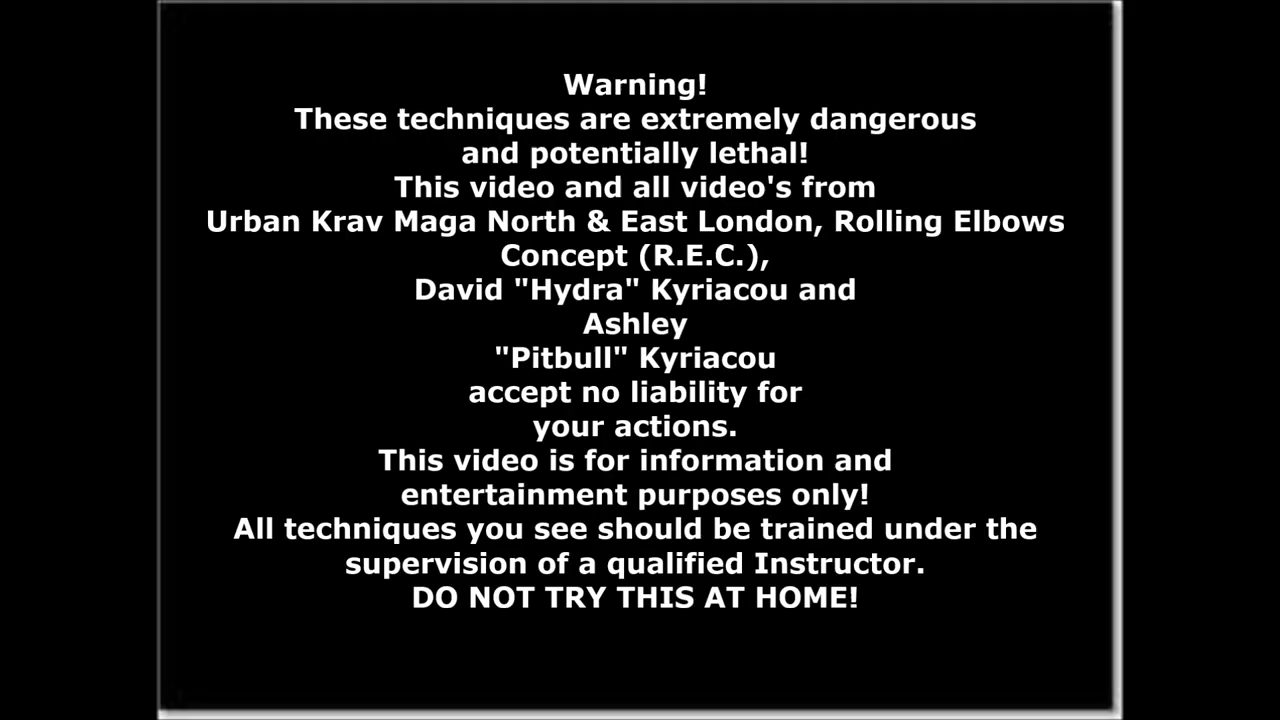 Warning!
These techniques are extremely dangerous
and potentially lethal!
This video and all video's from
Urban Krav Maga North & East London, Rolling Elbows
Concept (R.E.C.),
David "Hydra" Kyriacou and
Ashley
"Pitbull" Kyriacou
accept no liability for
your actions.
This video is for information and
entertainment purposes only!
All techniques you see should be trained under the
supervision of a qualified Instructor.
DO NOT TRY THIS AT HOME!